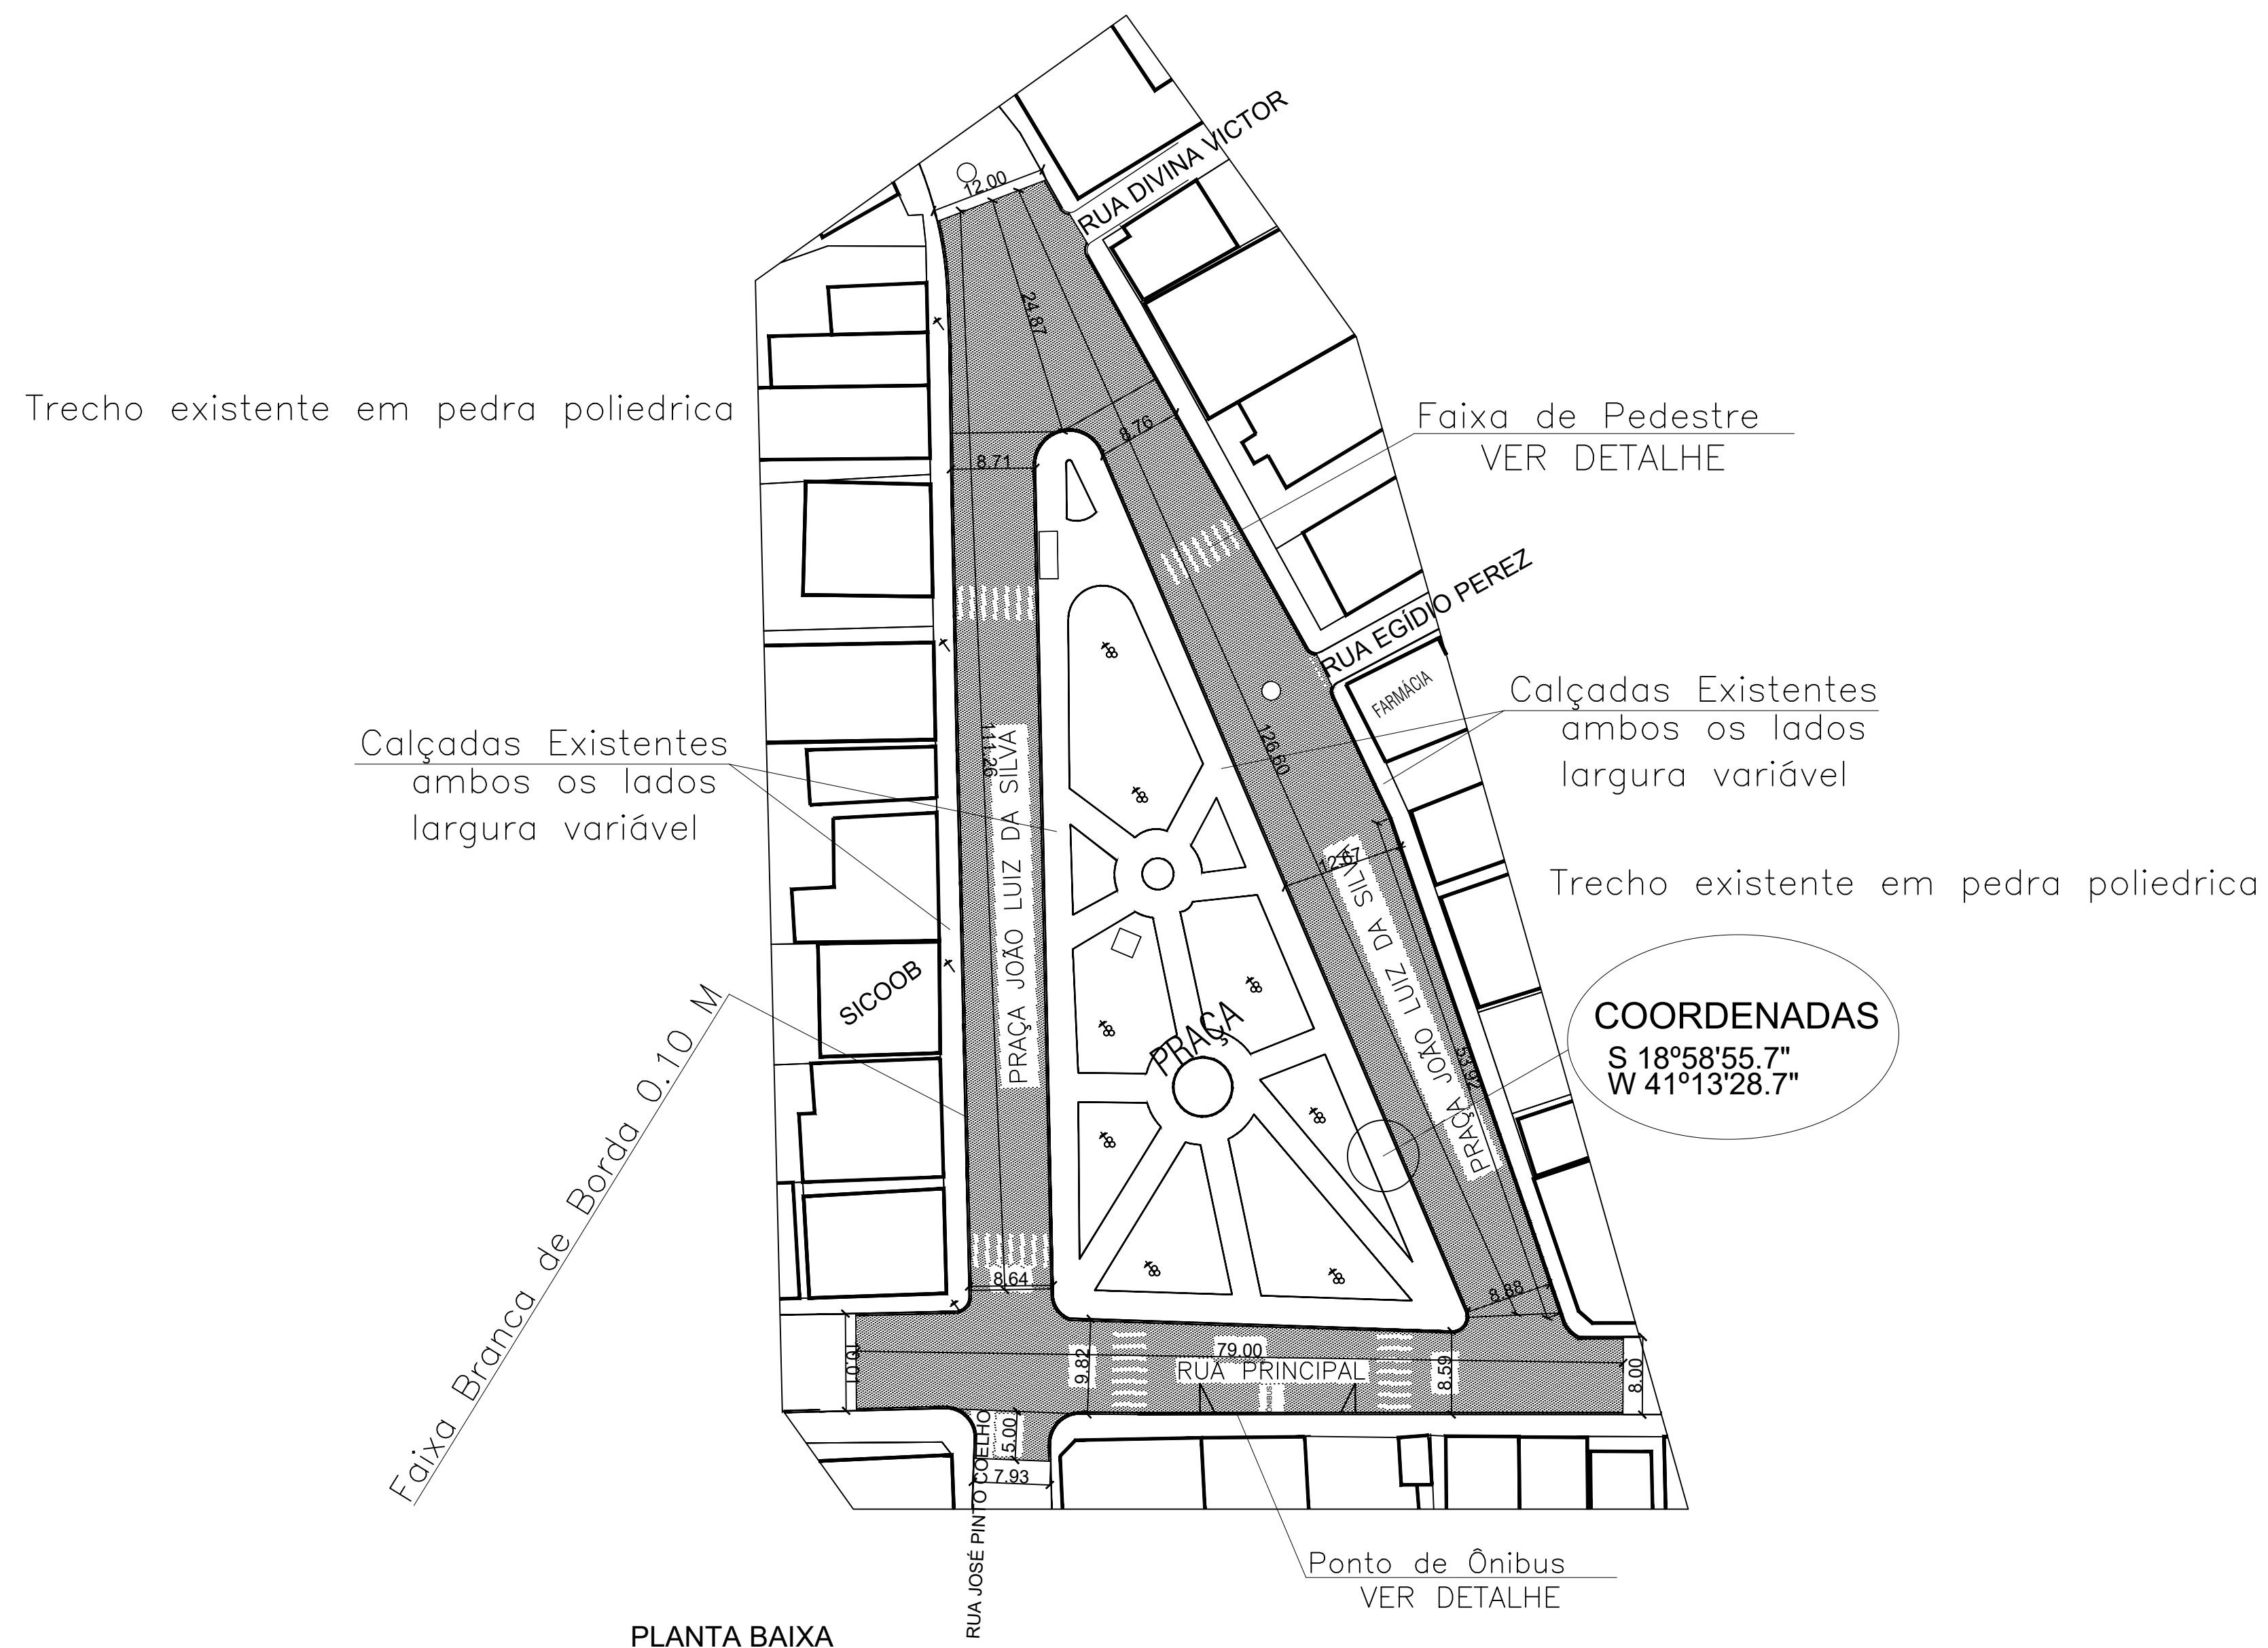 RUA DIVINA VICTOR
12.00
24.87
Trecho existente em pedra poliedrica
Faixa de Pedestre
VER DETALHE
8.76
8.71
RUA EGÍDIO PEREZ
FARMÁCIA
Calçadas Existentes
ambos os lados
largura variável
Calçadas Existentes
ambos os lados
largura variável
111.26
PRAÇA JOÃO LUIZ DA SILVA
126.60
12.67
PRAÇA JOÃO LUIZ DA SILVA
53.92
Trecho existente em pedra poliedrica
SICOOB
PRAÇA
COORDENADAS
S 18º58'55.7"
W 41º13'28.7"
Faixa Branca de Borda 0.10 M
8.64
8.88
10.01
9.82
79.00
RUA PRINCIPAL
ÔNIBUS
8.59
8.00
5.00
7.93
RUA JOSÉ PINTO COELHO
Ponto de Ônibus
VER DETALHE
PLANTA BAIXA